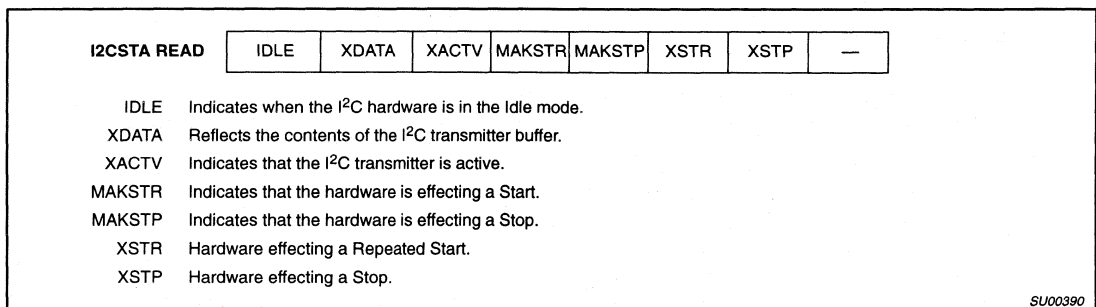 I2CSTA READ IDLE XDATA XACTV MAKSTR MAKSTP XSTR XSTP —
IDLE Indicates when the I2C hardware is in the Idle mode.
XDATA Reflects the contents of the I2C transmitter buffer.
XACTV Indicates that the I2C transmitter is active.
MAKSTR Indicates that the hardware is effecting a Start.
MAKSTP Indicates that the hardware is effecting a Stop.
XSTR Hardware effecting a Repeated Start.
XSTP Hardware effecting a Stop.
SU00390